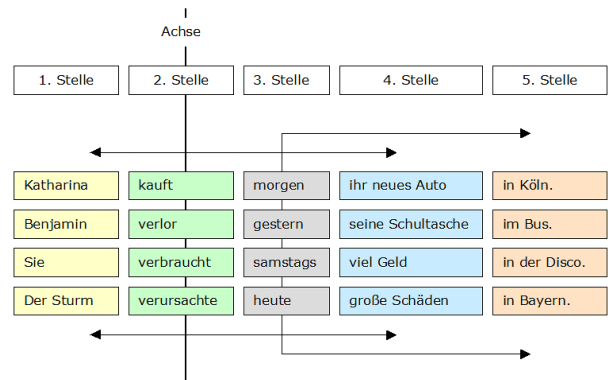 Achse
1. Stelle 2. Stelle 3. Stelle 4. Stelle 5. Stelle
Katharina kauft morgen ihr neues Auto in Köln.
Benjamin verlor gestern seine Schultasche im Bus.
Sie verbraucht samstags viel Geld in der Disco.
Der Sturm verursachte heute große Schäden in Bayern.